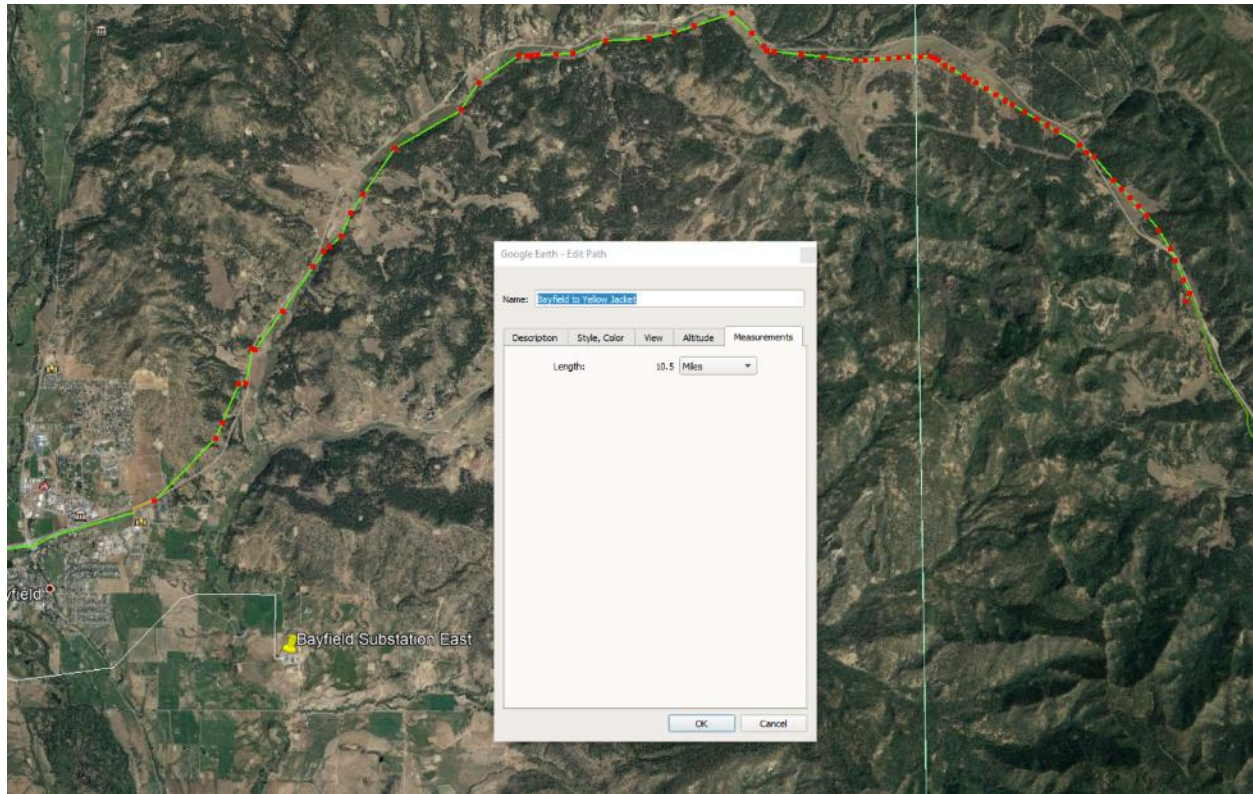 Google Earth - Edit Path
Name: Bayfield to Yellow Jacket
Description Style, Color View Altitude Measurements
Length: 10.5 Miles
yfield
Bayfield Substation East
OK Cancel